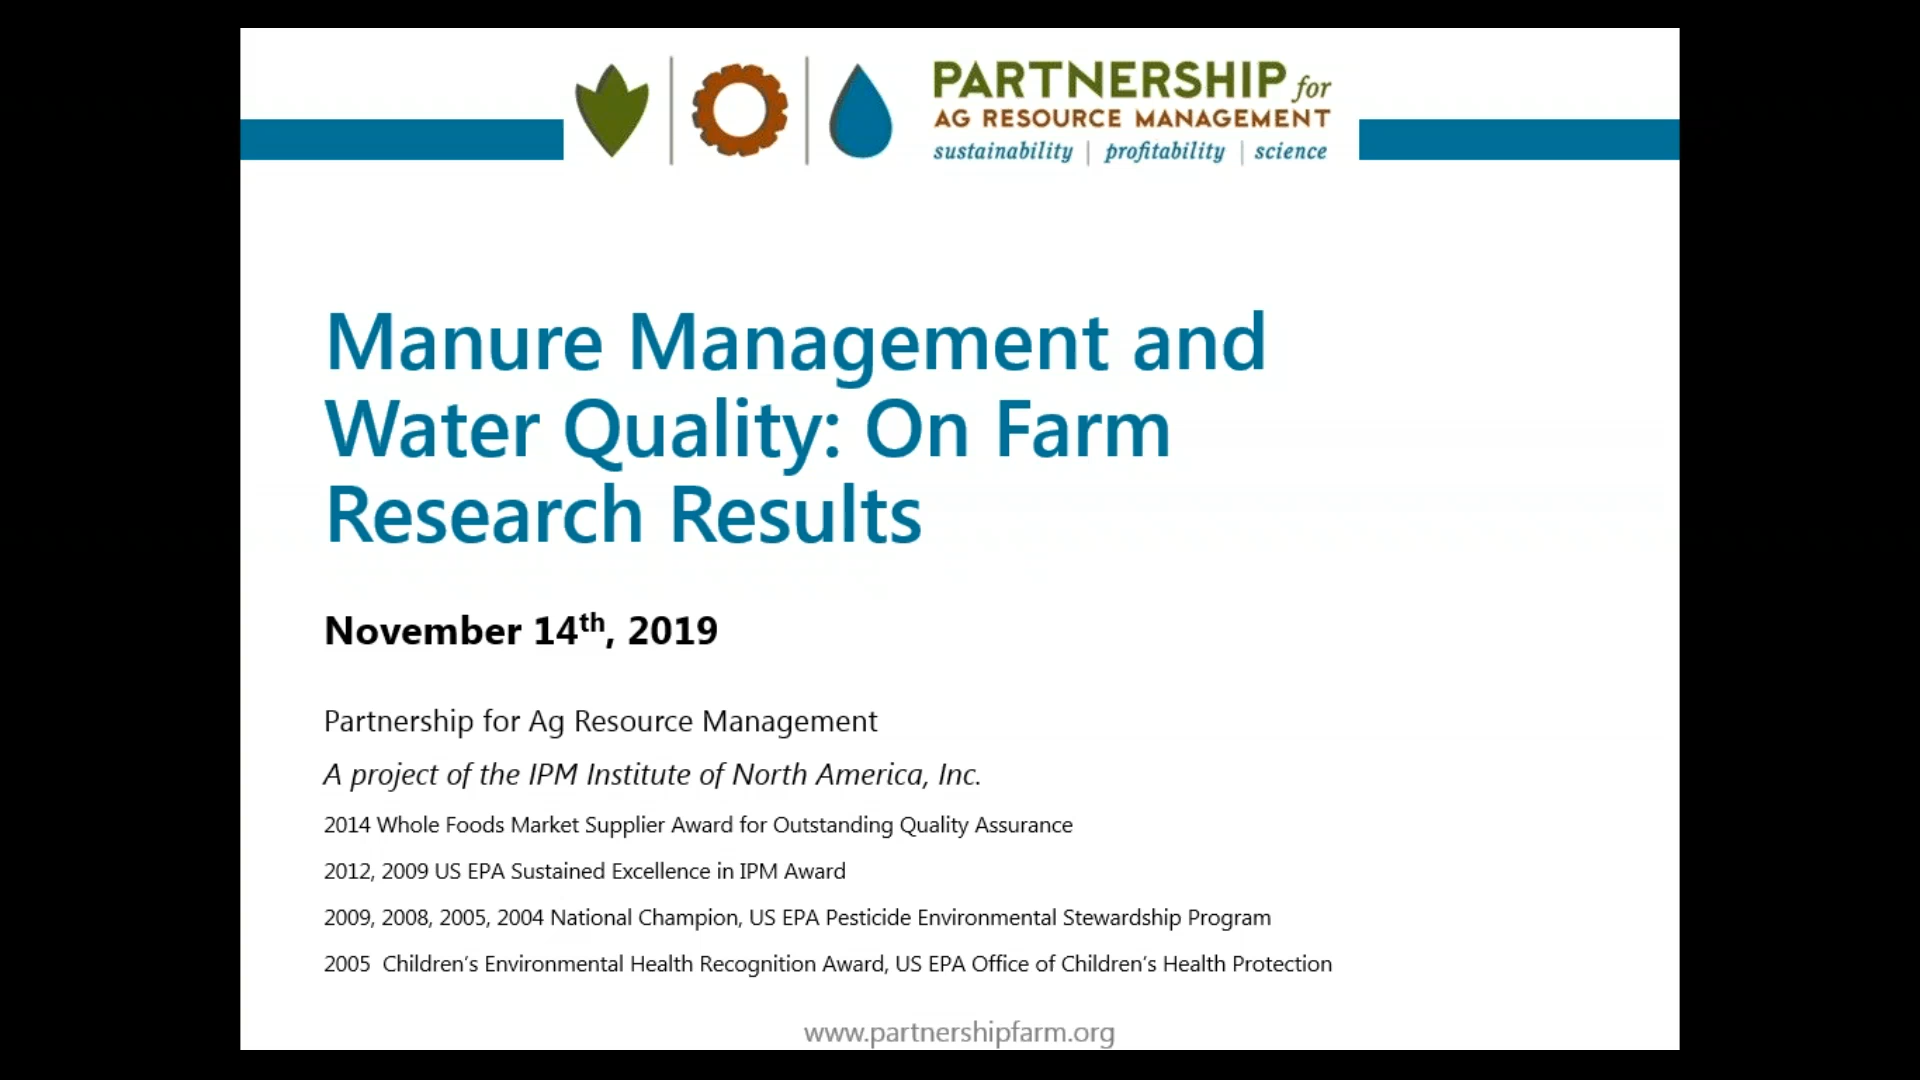 PARTNERSHIP for
AG RESOURCE MANAGEMENT
sustainability | profitability | science
Manure Management and
Water Quality: On Farm
Research Results
November 14th, 2019
Partnership for Ag Resource Management
A project of the IPM Institute of North America, Inc.
2014 Whole Foods Market Supplier Award for Outstanding Quality Assurance
2012, 2009 US EPA Sustained Excellence in IPM Award
2009, 2008, 2005, 2004 National Champion, US EPA Pesticide Environmental Stewardship Program
2005  Children’s Environmental Health Recognition Award, US EPA Office of Children’s Health Protection
www.partnershipfarm.org